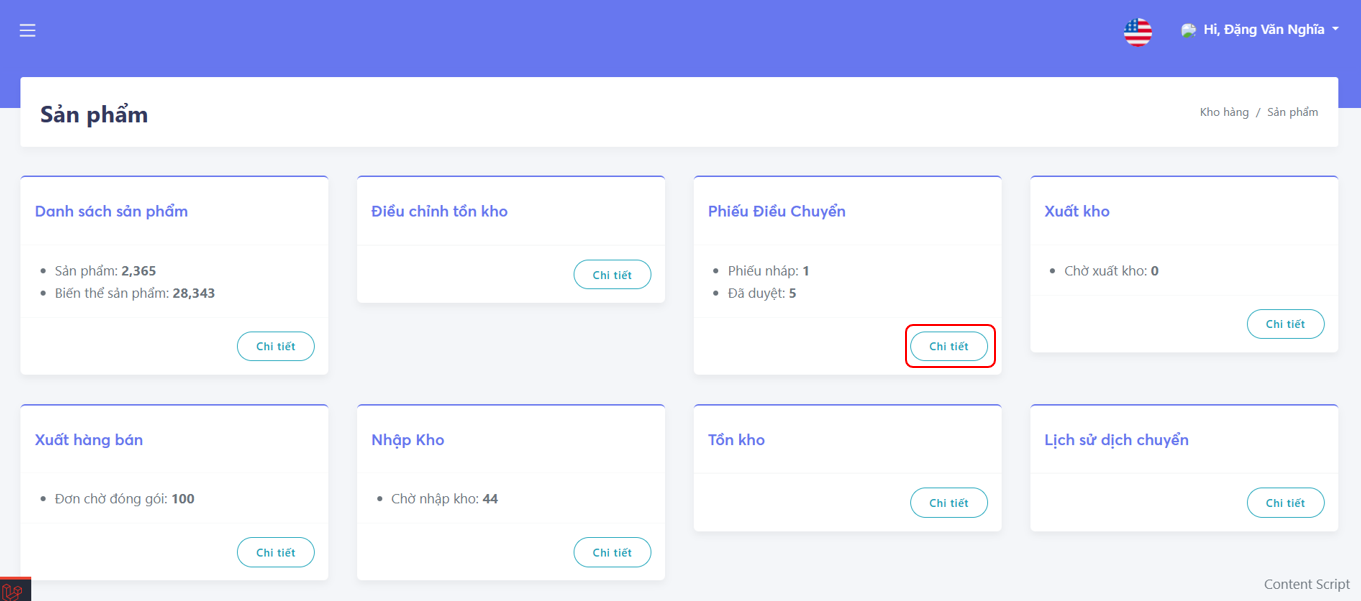 Hi, Đặng Văn Nghĩa
Sản phẩm
Kho hàng / Sản phẩm
Danh sách sản phẩm
Sản phẩm: 2,365
Biến thể sản phẩm: 28,343
Chi tiết
Điều chỉnh tồn kho
Chi tiết
Phiếu Điều Chuyển
Phiếu nháp: 1
Đã duyệt: 5
Chi tiết
Xuất kho
Chờ xuất kho: 0
Chi tiết
Xuất hàng bán
Đơn chờ đóng gói: 100
Chi tiết
Nhập Kho
Chờ nhập kho: 44
Chi tiết
Tồn kho
Chi tiết
Lịch sử dịch chuyển
Chi tiết
Content Script